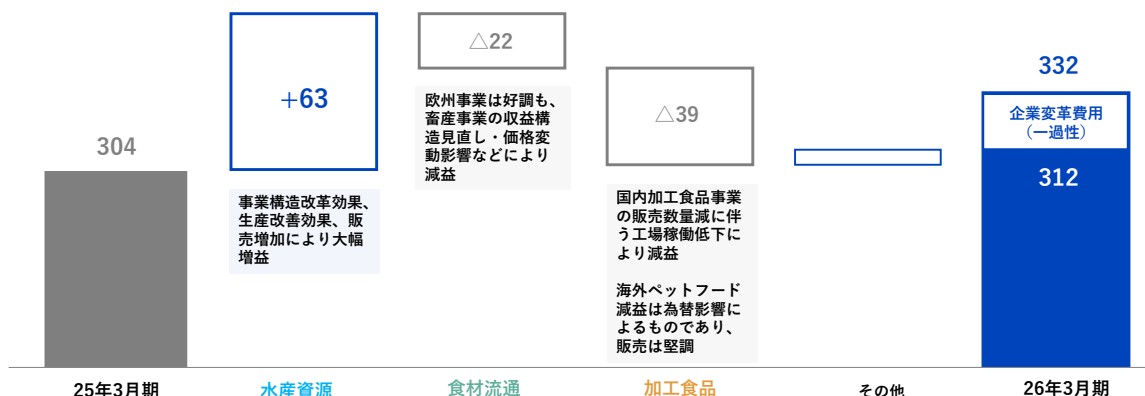 304
+63
事業構造改革効果、
生産改善効果、販
売増加により大幅
増益
△22
欧州事業は好調も、
畜産事業の収益構
造見直し・価格変
動影響などにより
減益
△39
国内加工食品事業
の販売数量減に伴
う工場稼働低下に
より減益
海外ペットフード
減益は為替影響に
よるものであり、
販売は堅調
332
企業変革費用
（一過性）
312
25年3月期
水産資源
食材流通
加工食品
その他
26年3月期